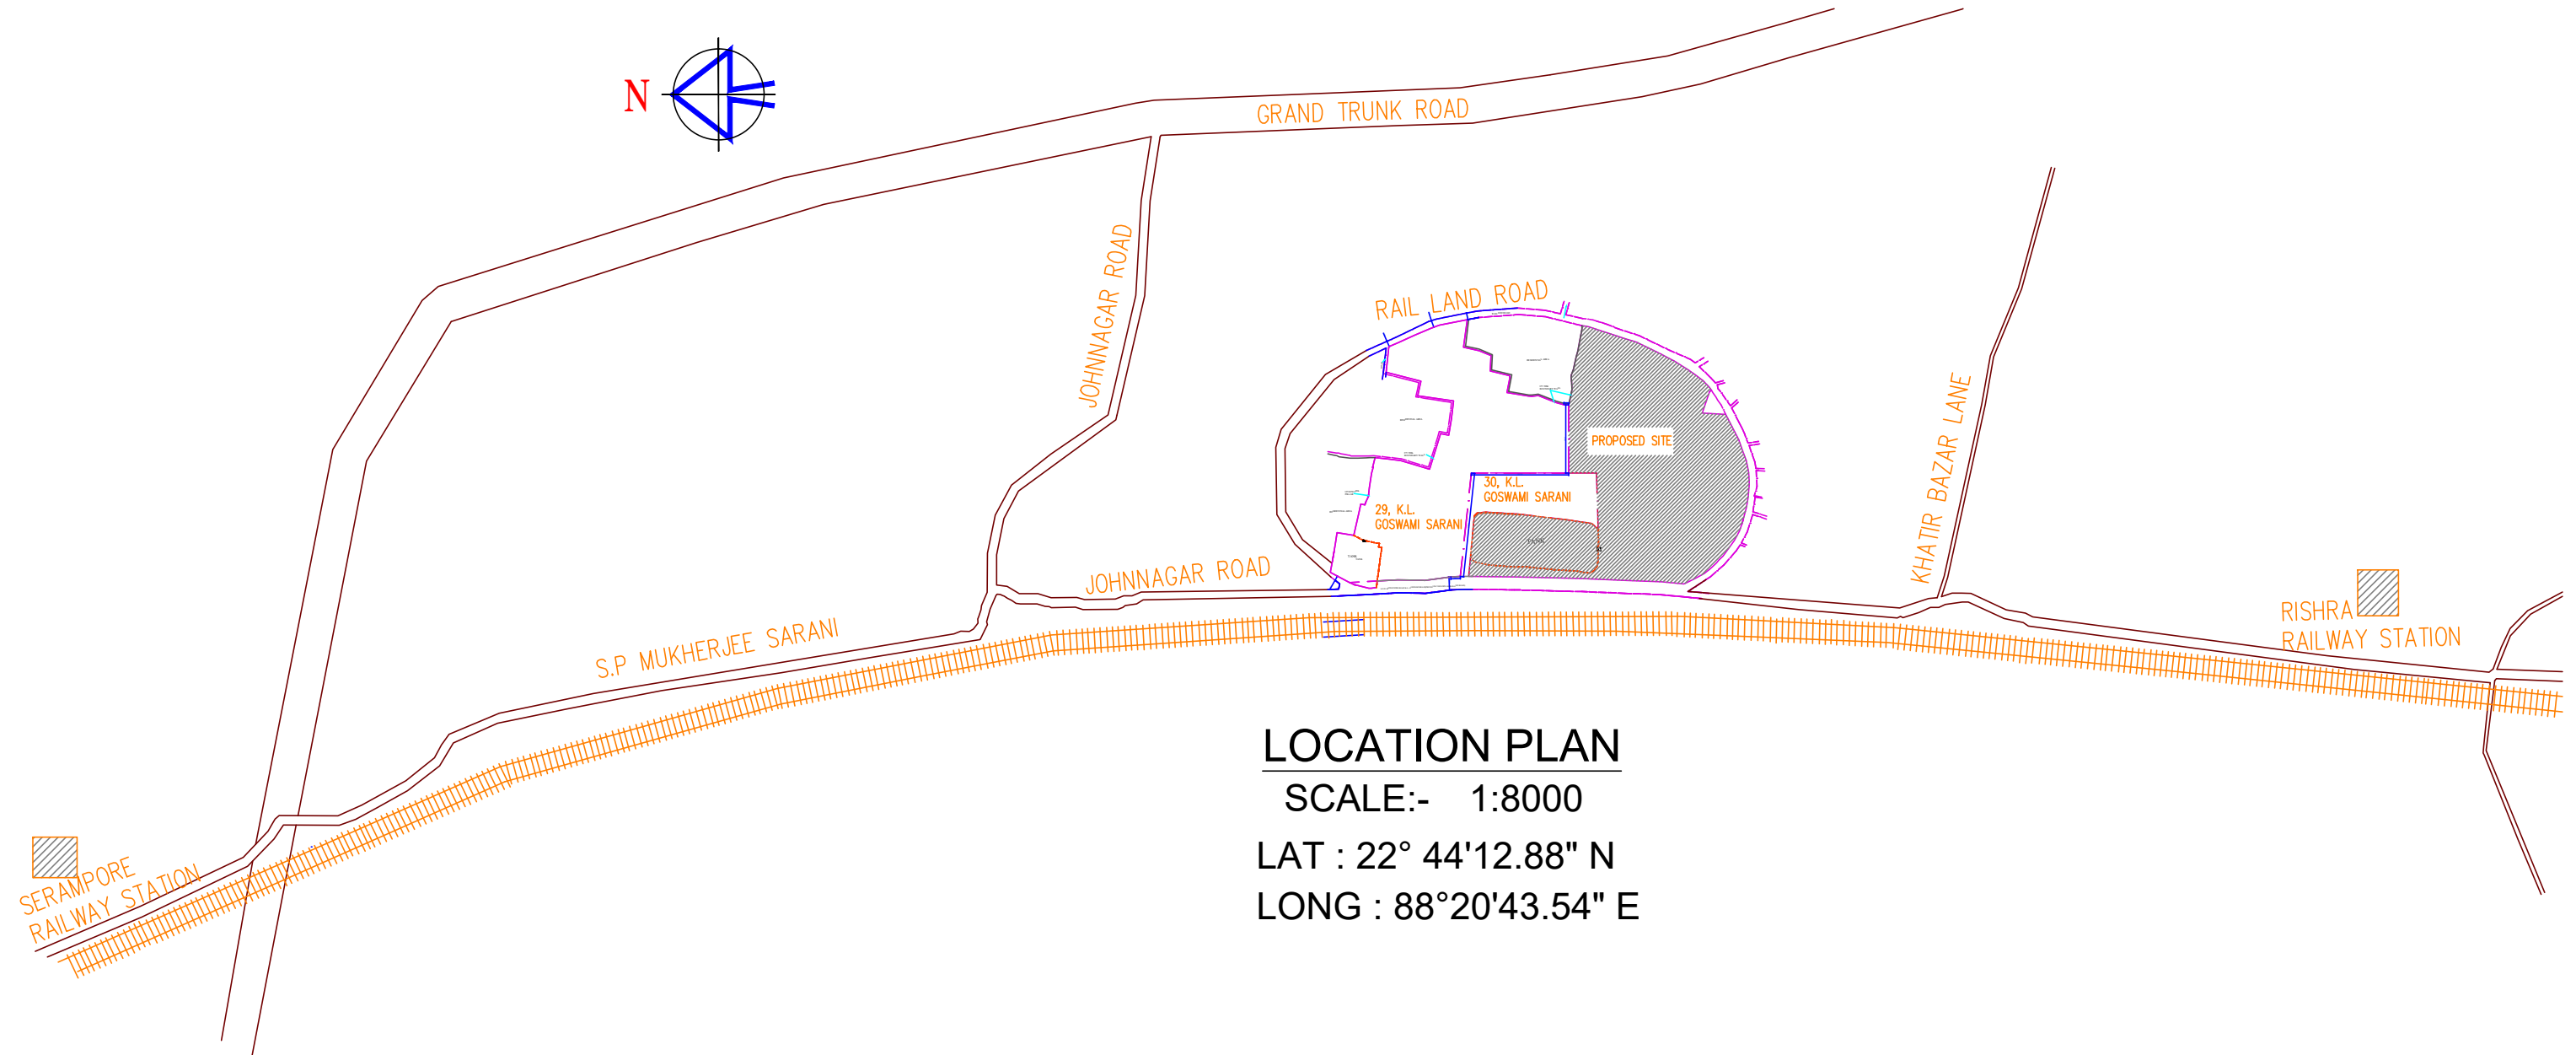 N
GRAND TRUNK ROAD
JOHNNAGAR ROAD
RAIL LAND ROAD
KHATIR BAZAR LANE
PROPOSED SITE
30, K.L.
GOSWAMI SARANI
29, K.L.
GOSWAMI SARANI
TANK
JOHNNAGAR ROAD
S.P MUKHERJEE SARANI
RISHRA
RAILWAY STATION
SERAMPORE
RAILWAY STATION
LOCATION PLAN
SCALE:- 1:8000
LAT : 22° 44'12.88" N
LONG : 88°20'43.54" E